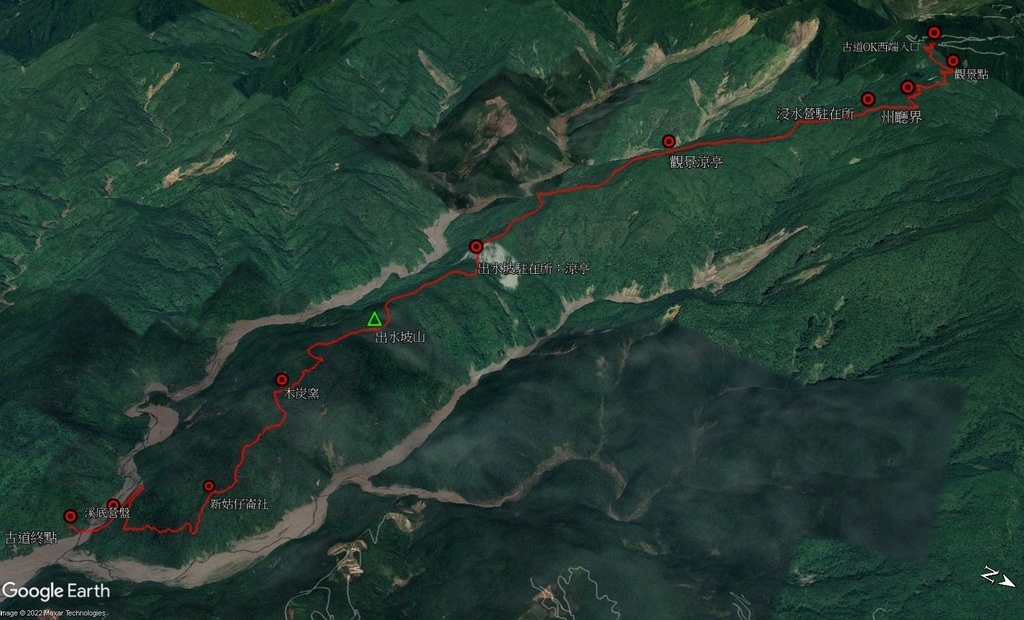 古道0K西端入口
觀景點
州廳界
浸水營駐在所
觀景涼亭
出水坡駐在所：涼亭
出水坡山
木炭窯
新姑仔崙社
溪底營盤
古道終點
Google Earth
Image © 2022 Maxar Technologies
N